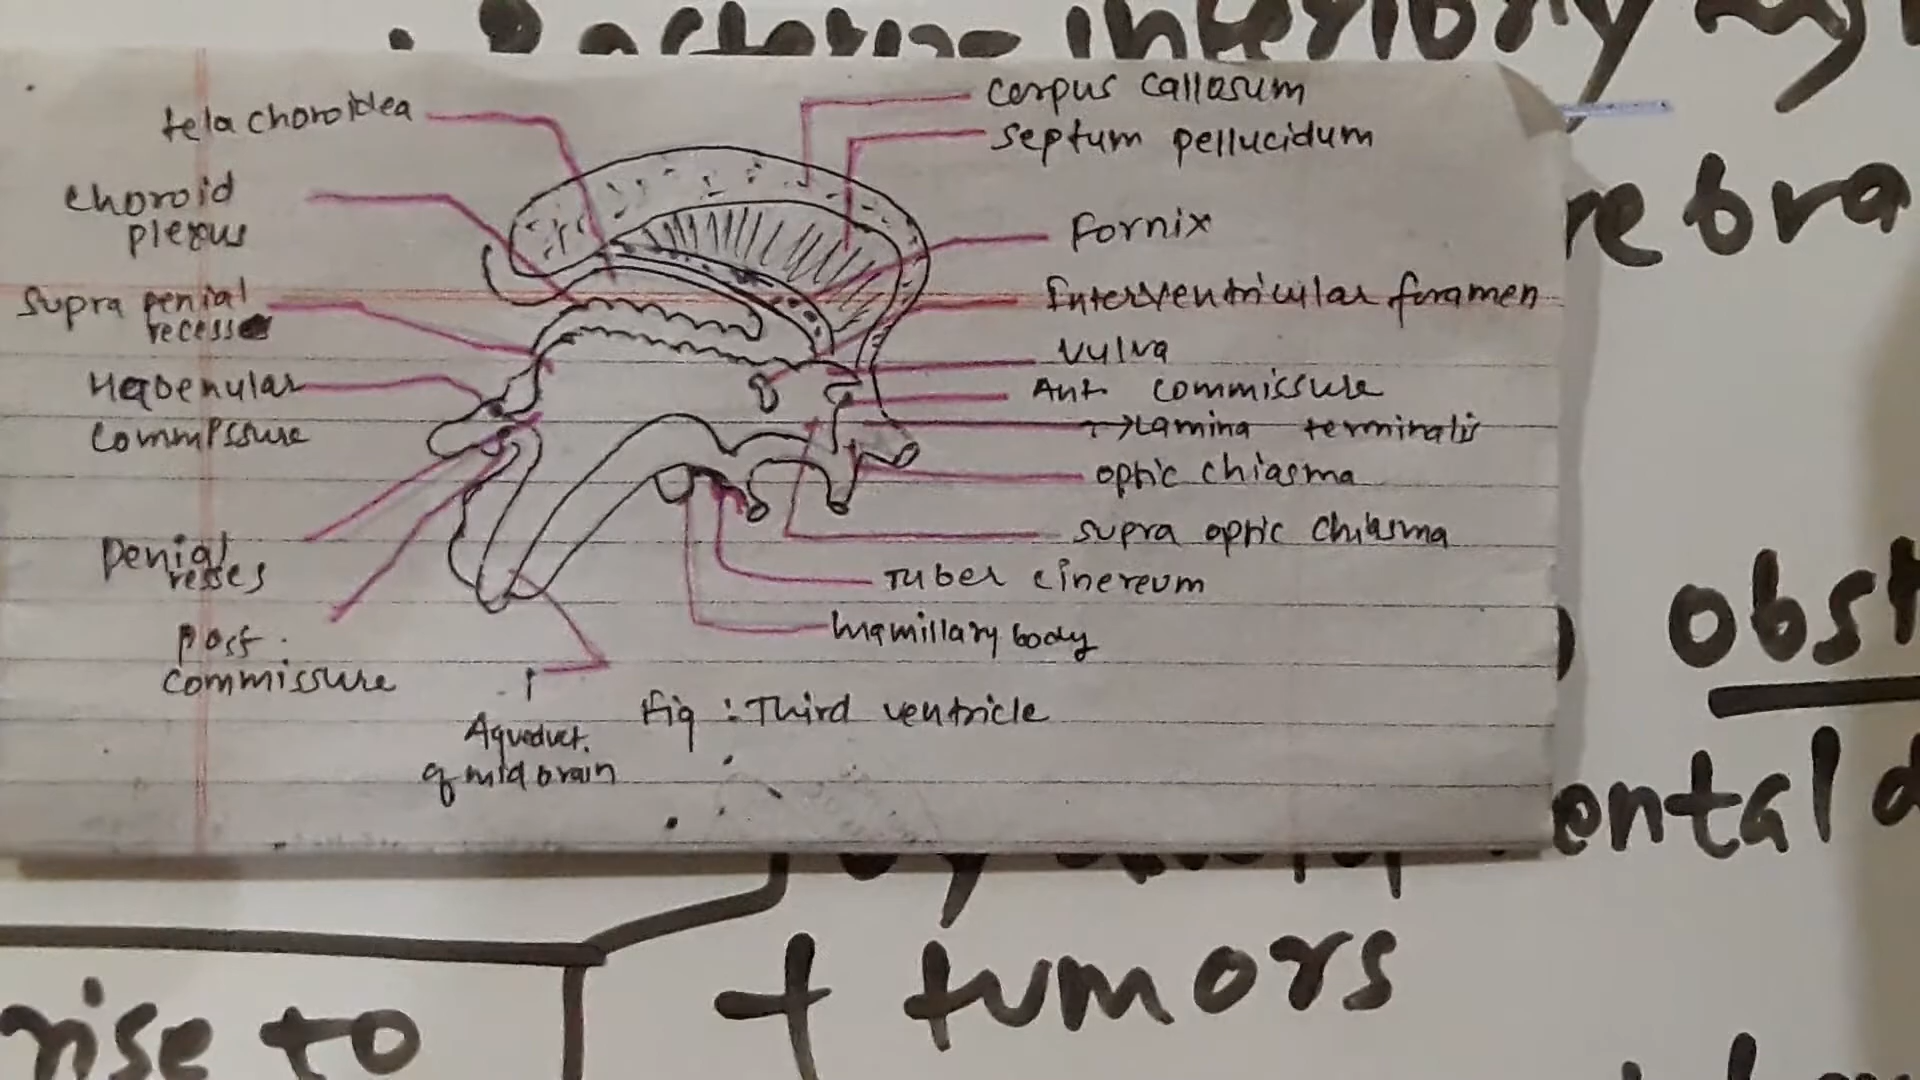 tela choroidea
choroid
plexus
Supra penial
recess
Habenular
commissure
penial
resses
post.
commissure
Aqueduct.
of mid brain
corpus callosum
septum pellucidum
Fornix
Interventricular foramen
Vulva
Ant. commissure
→Lamina terminalis
optic chiasma
supra optic chiasma
Tuber cinereum
mamillary body
Fig : Third ventricle
rebra
obst
ental d
+ tumors
rise to